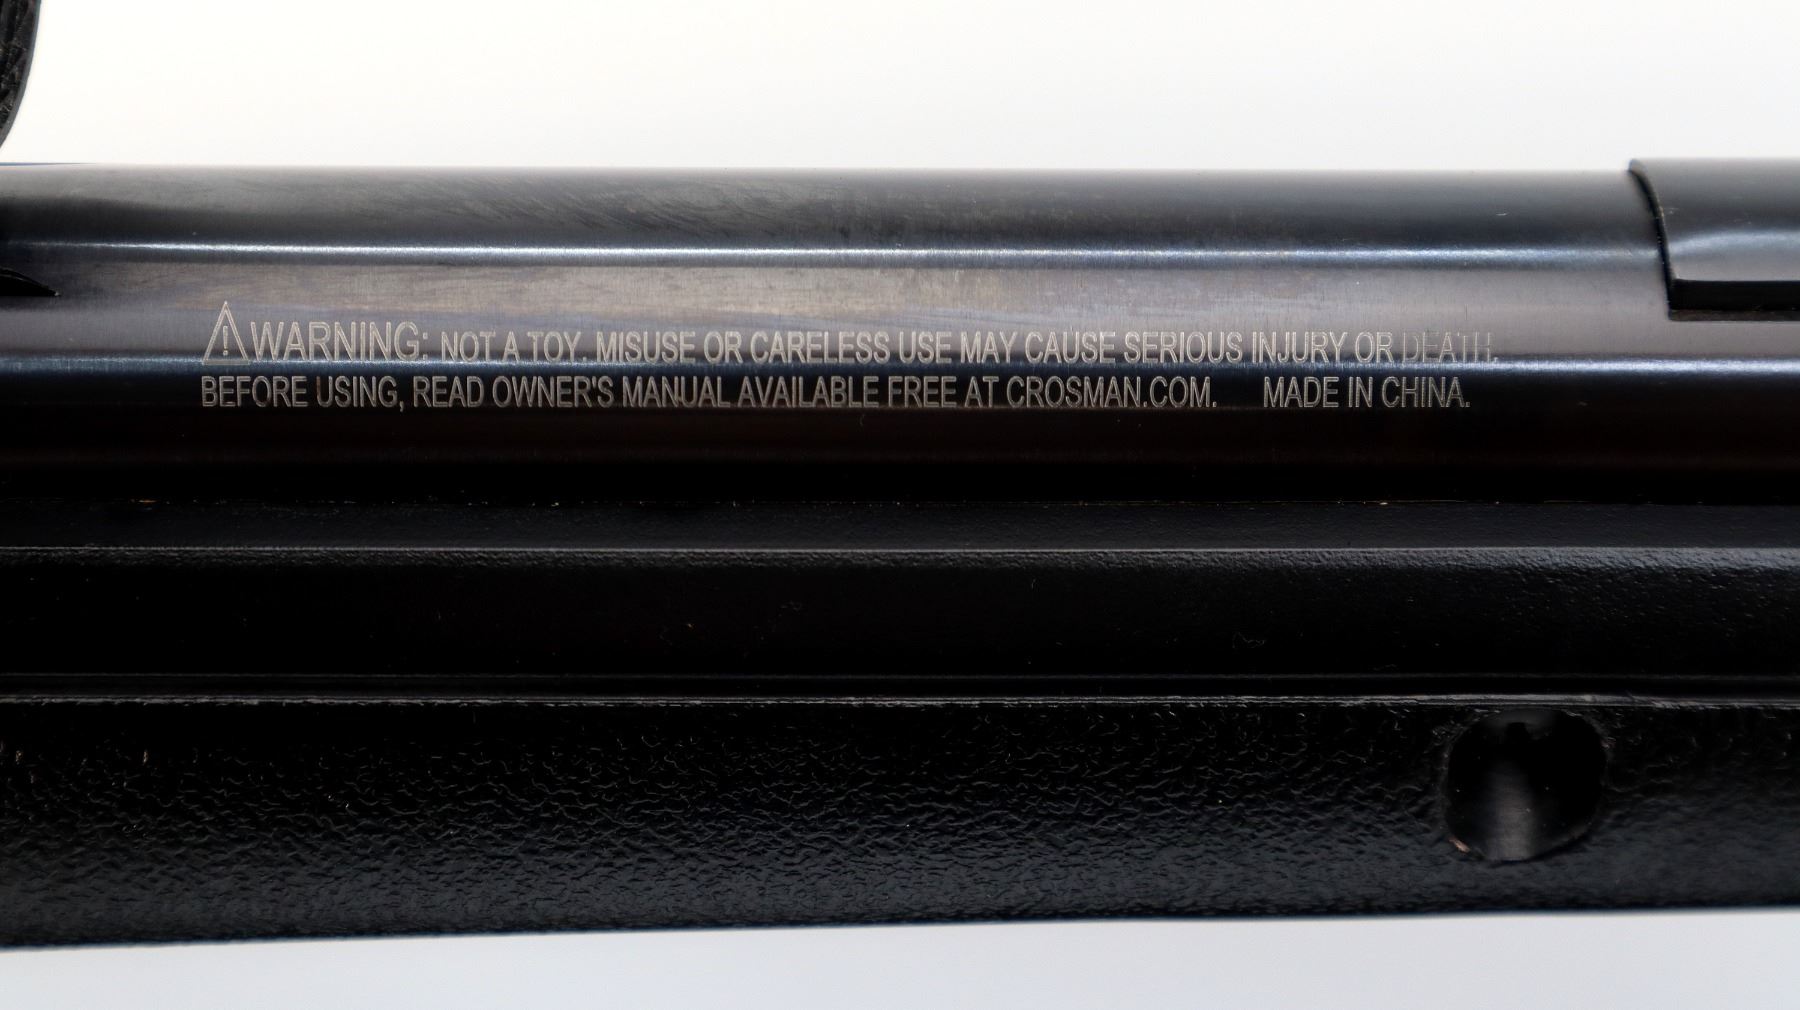 ⚠WARNING: NOT A TOY. MISUSE OR CARELESS USE MAY CAUSE SERIOUS INJURY OR DEATH.
BEFORE USING, READ OWNER'S MANUAL AVAILABLE FREE AT CROSMAN.COM. MADE IN CHINA.